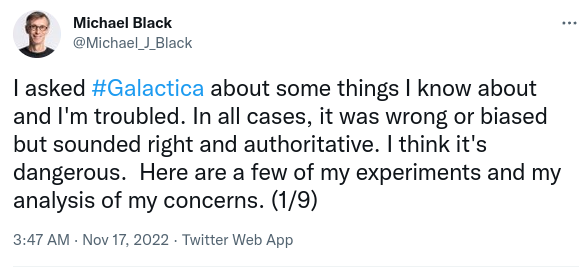 Michael Black
@Michael_J_Black
I asked #Galactica about some things I know about
and I'm troubled. In all cases, it was wrong or biased
but sounded right and authoritative. I think it's
dangerous.  Here are a few of my experiments and my
analysis of my concerns. (1/9)
3:47 AM · Nov 17, 2022 · Twitter Web App